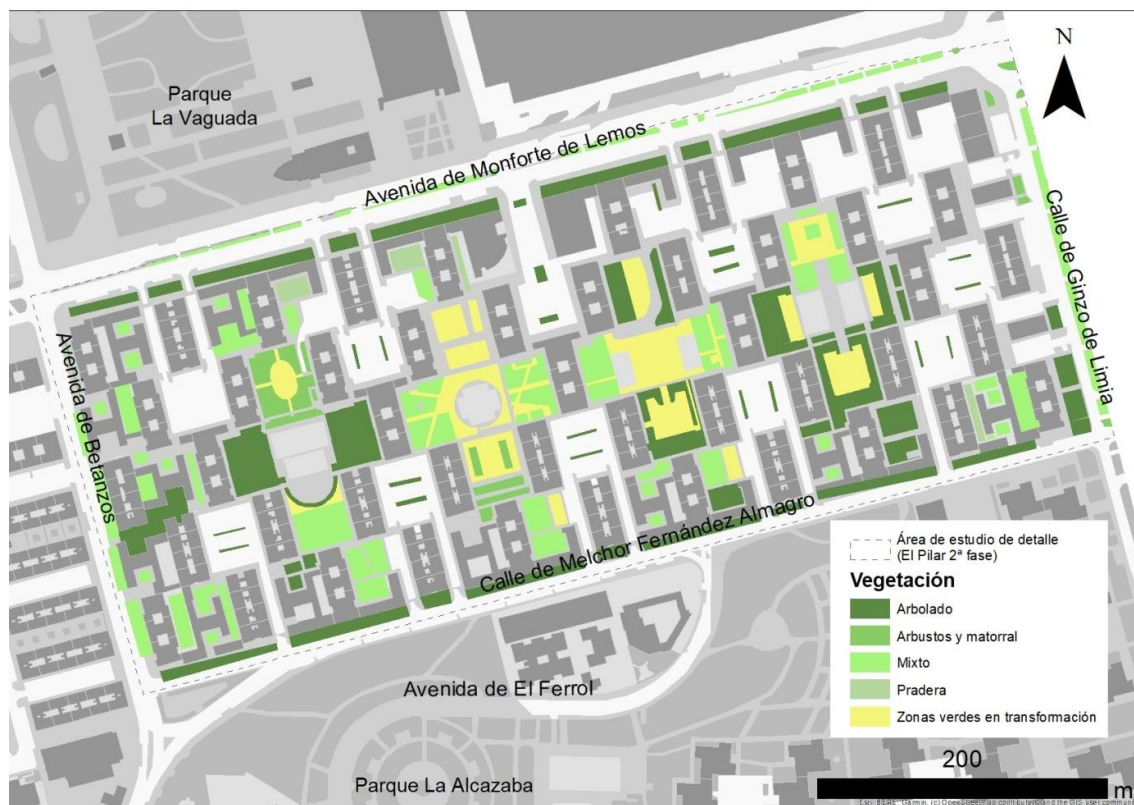 N
Parque
La Vaguada
Avenida de Monforte de Lemos
Calle de Ginzo de Limia
Avenida de Betanzos
Calle de Melchor Fernández Almagro
Avenida de El Ferrol
Parque La Alcazaba
Área de estudio de detalle
(El Pilar 2ª fase)
Vegetación
Arbolado
Arbustos y matorral
Mixto
Pradera
Zonas verdes en transformación
200
m